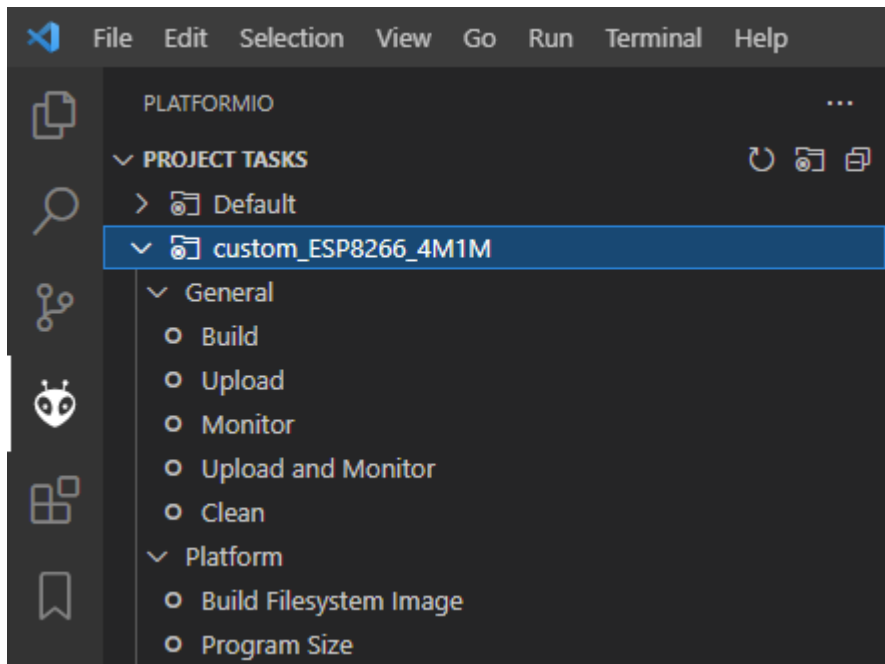 File Edit Selection View Go Run Terminal Help
PLATFORMIO
PROJECT TASKS
Default
custom_ESP8266_4M1M
General
Build
Upload
Monitor
Upload and Monitor
Clean
Platform
Build Filesystem Image
Program Size